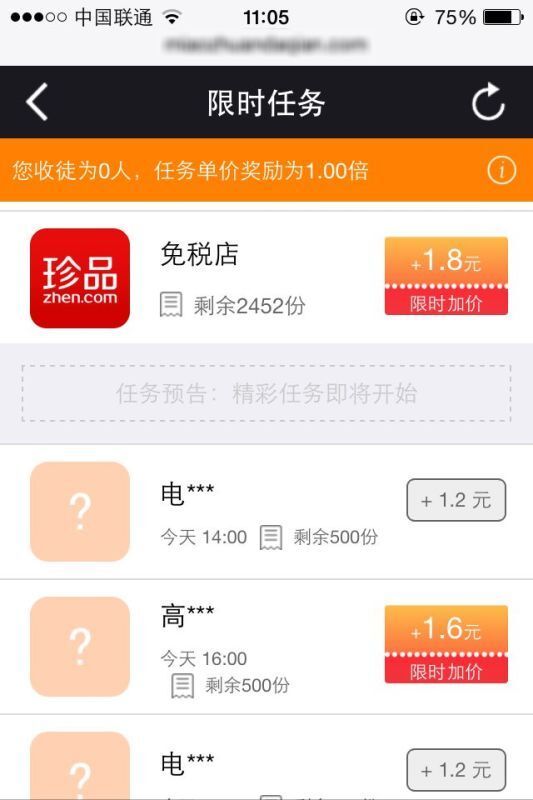 中国联通
11:05
75%
限时任务
您收徒为0人，任务单价奖励为1.00倍
珍品
zhen.com
免税店
剩余2452份
+1.8元
限时加价
任务预告：精彩任务即将开始
?
电***
今天 14:00
剩余500份
+ 1.2 元
?
高***
今天 16:00
剩余500份
+1.6元
限时加价
?
电***
+ 1.2 元